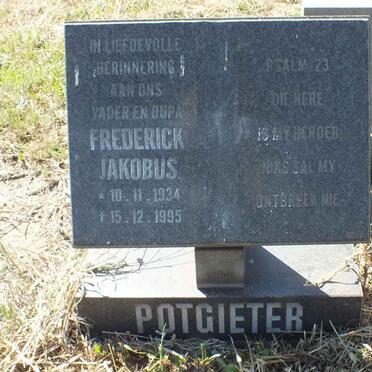 IN LIEFDEVOLLE
HERINNERING
AAN ONS
VADER EN OUPA
FREDERICK
JAKOBUS
* 10.11.1934
† 15.12.1995
PSALM 23
DIE HERE
IS MY HERDER
NIKS SAL MY
ONTBREEK NIE
POTGIETER